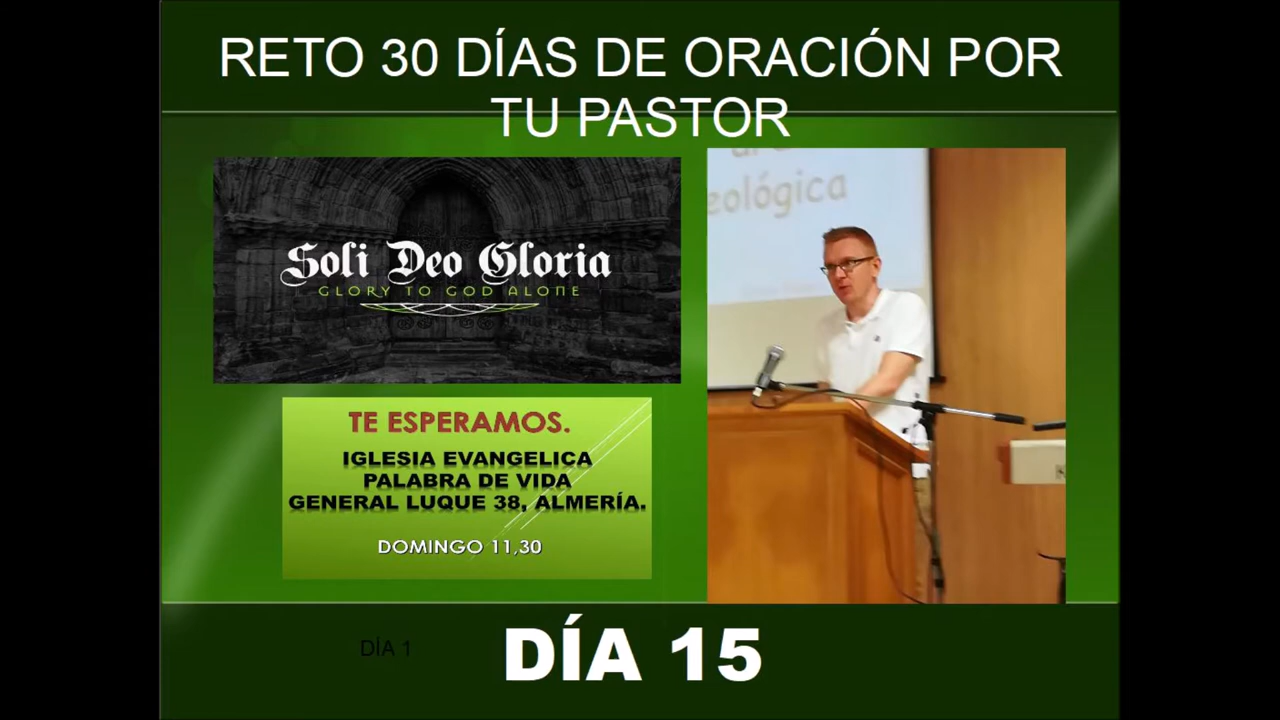 RETO 30 DÍAS DE ORACIÓN POR
TU PASTOR
Soli Deo Gloria
GLORY TO GOD ALONE
eológica
TE ESPERAMOS.
IGLESIA EVANGELICA
PALABRA DE VIDA
GENERAL LUQUE 38, ALMERÍA.
DOMINGO 11,30
DÍA 1
DÍA 15